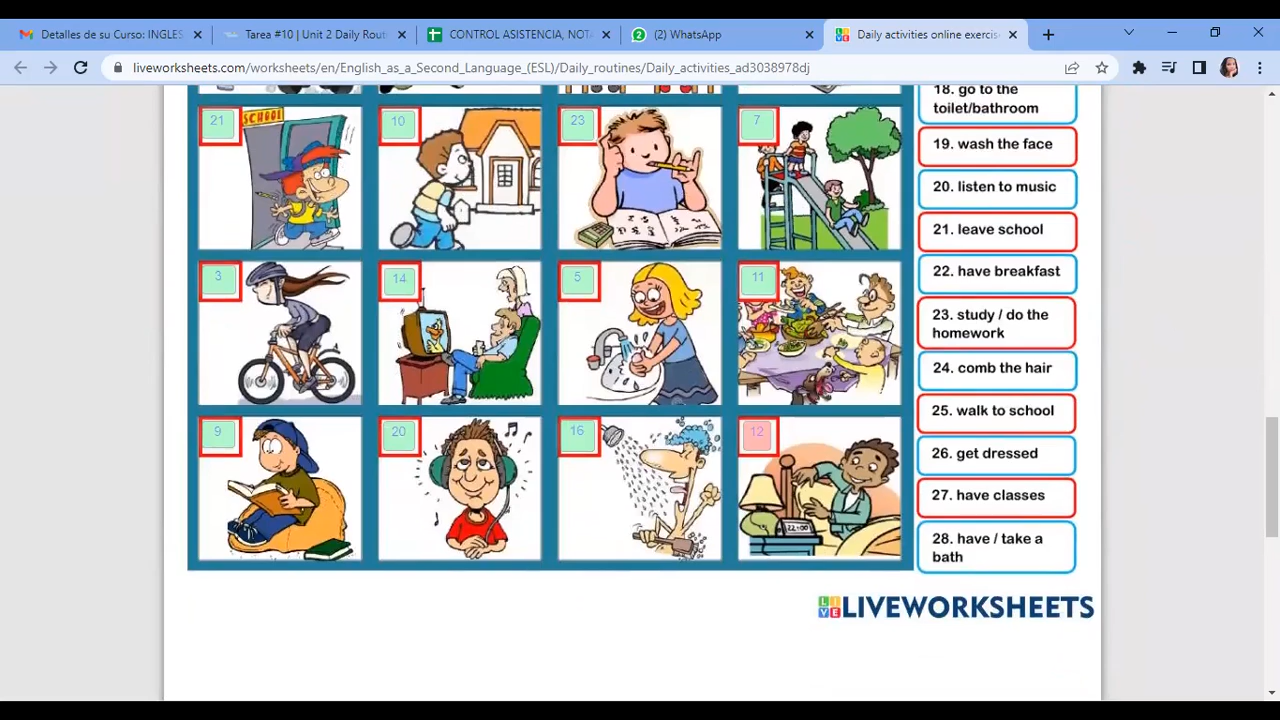 Detalles de su Curso: INGLES
Tarea #10 | Unit 2 Daily Rout
CONTROL ASISTENCIA, NOTA
(2) WhatsApp
Daily activities online exercis
liveworksheets.com/worksheets/en/English_as_a_Second_Language_(ESL)/Daily_routines/Daily_activities_ad3038978dj
21
SCHOOL
10
23
7
3
14
5
11
9
20
16
12
22:00
18. go to the
toilet/bathroom
19. wash the face
20. listen to music
21. leave school
22. have breakfast
23. study / do the
homework
24. comb the hair
25. walk to school
26. get dressed
27. have classes
28. have / take a
bath
LIVE LIVEWORKSHEETS